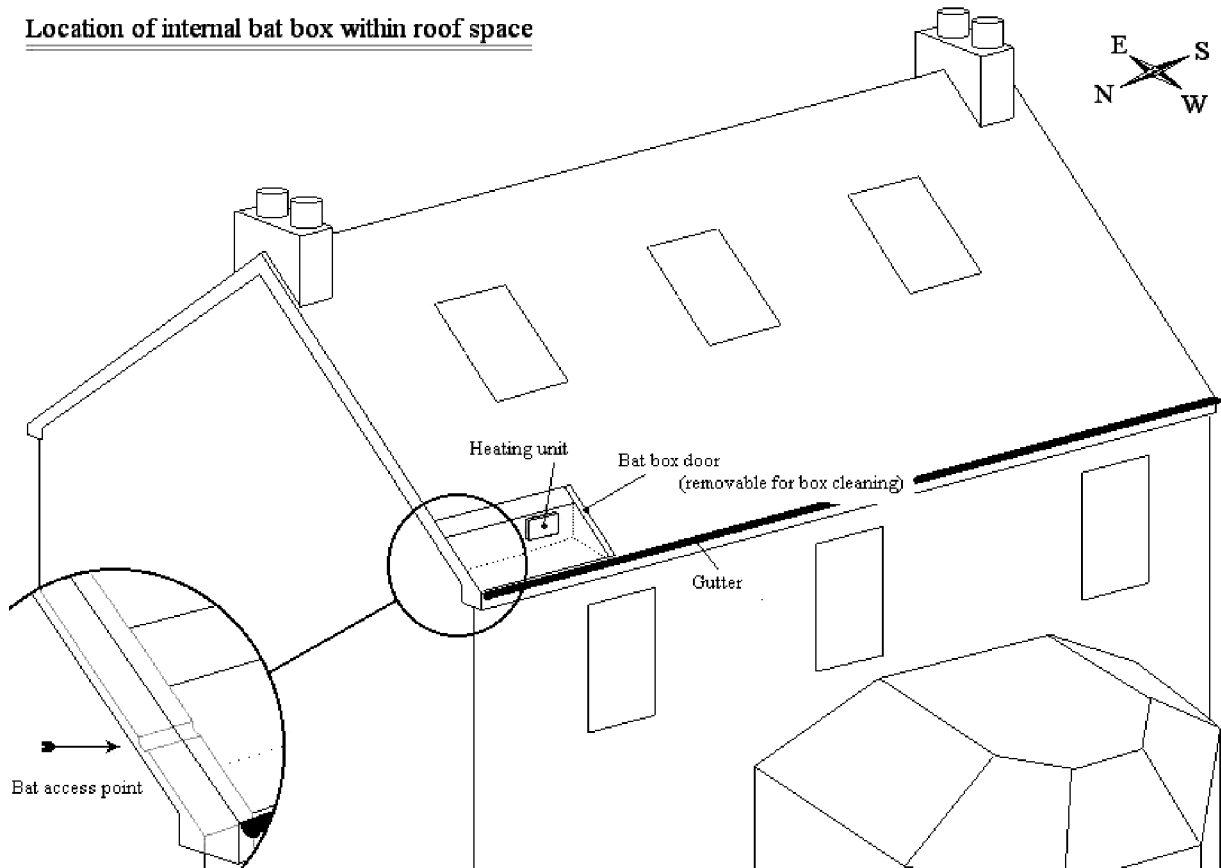 Location of internal bat box within roof space
E
S
N
W
Heating unit
Bat box door
(removable for box cleaning)
Gutter
Bat access point